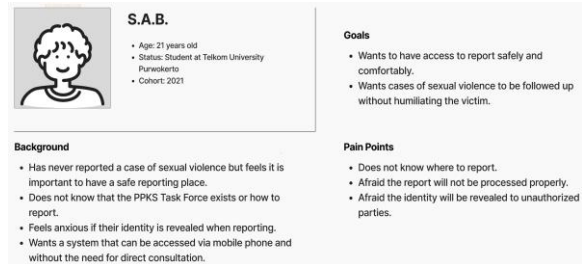 S.A.B.
• Age: 21 years old
• Status: Student at Telkom University
Purwokerto
• Cohort: 2021
Goals
• Wants to have access to report safely and
comfortably.
• Wants cases of sexual violence to be followed up
without humiliating the victim.
Background
• Has never reported a case of sexual violence but feels it is
important to have a safe reporting place.
• Does not know that the PPKS Task Force exists or how to
report.
• Feels anxious if their identity is revealed when reporting.
• Wants a system that can be accessed via mobile phone and
without the need for direct consultation.
Pain Points
• Does not know where to report.
• Afraid the report will not be processed properly.
• Afraid the identity will be revealed to unauthorized
parties.